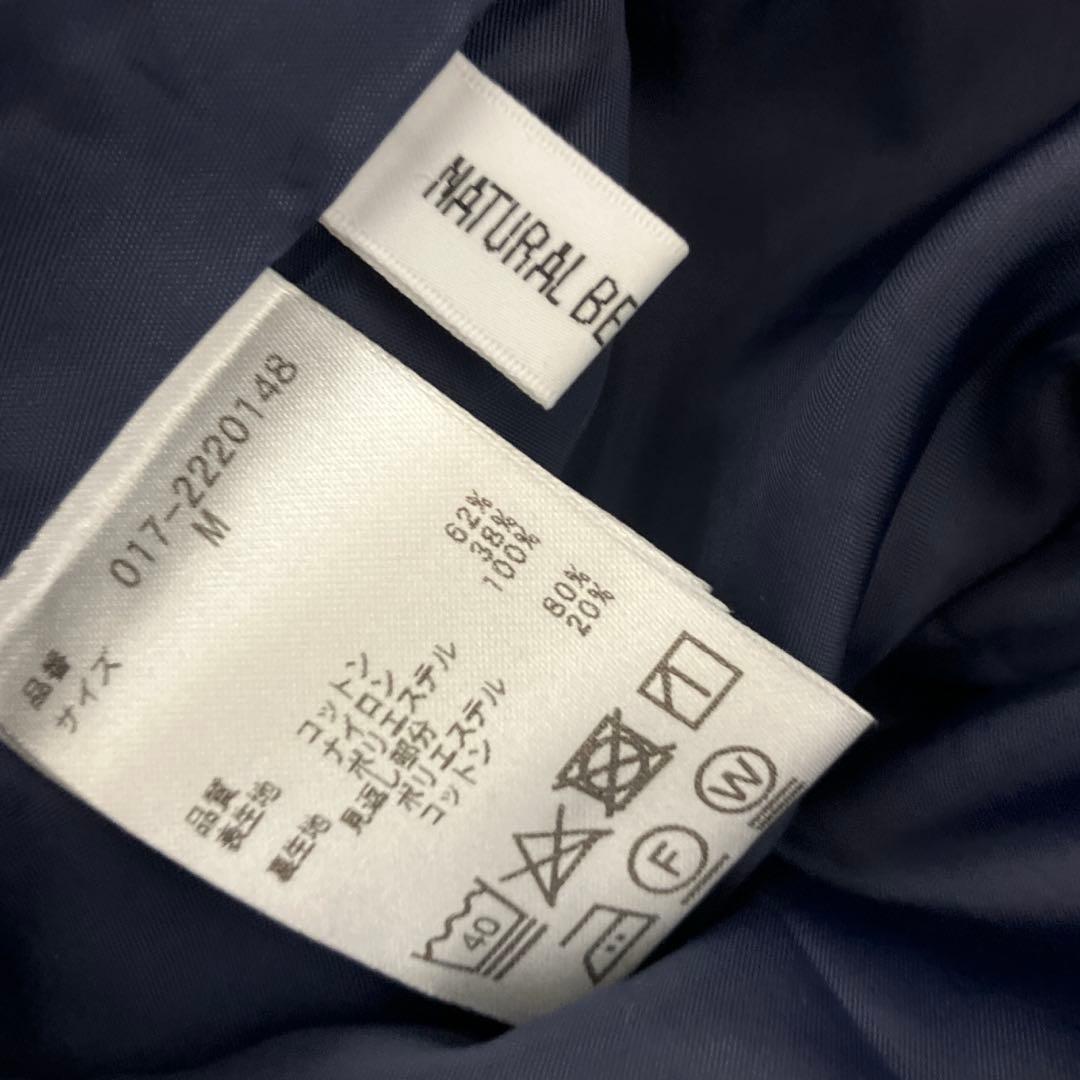 NATURAL BE
品番 017-2220148
サイズ M
品質
表生地 コットン 62%
ナイロン 38%
裏生地 ポリエステル 100%
見返し部分
ポリエステル 80%
コットン 20%
40
F
W